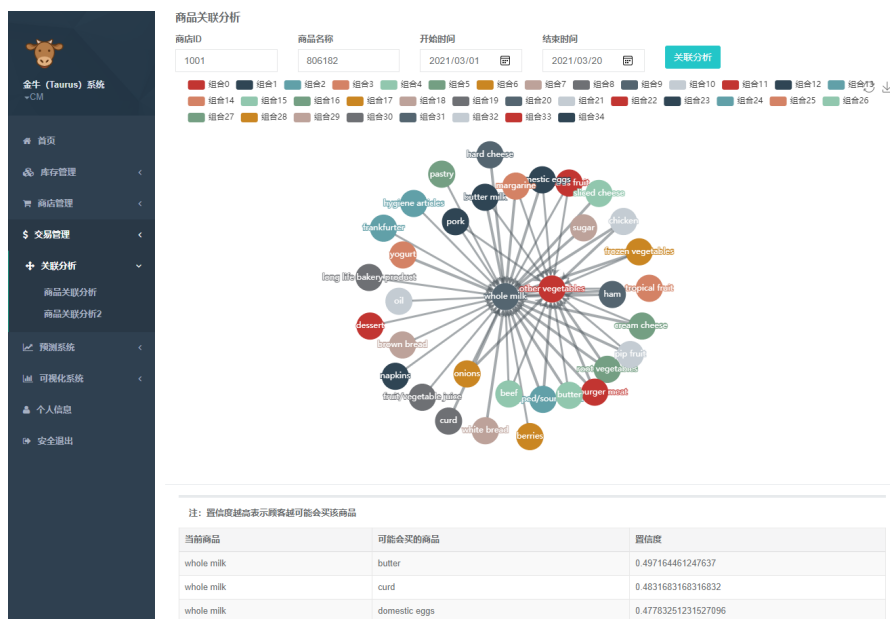 商品关联分析
商店ID
商品名称
开始时间
结束时间
1001
806182
2021/03/01
2021/03/20
关联分析
金牛（Taurus）系统
CM
首页
库存管理
商店管理
$ 交易管理
关联分析
商品关联分析
商品关联分析2
预测系统
可视化系统
个人信息
安全退出
组合0 组合1 组合2 组合3 组合4 组合5 组合6 组合7 组合8 组合9 组合10 组合11 组合12 组合13
组合14 组合15 组合16 组合17 组合18 组合19 组合20 组合21 组合22 组合23 组合24 组合25 组合26
组合27 组合28 组合29 组合30 组合31 组合32 组合33 组合34
hard cheese
pastry
margarine
mestic eggs
fruit
sliced cheese
butter milk
hygiene articles
pork
sugar
chicken
frankfurter
yogurt
frozen vegetables
long life bakery product
other vegetables
tropical fruit
whole milk
ham
oil
dessert
cream cheese
brown bread
pip fruit
root vegetables
napkins
onions
fruit/vegetable juice
beef
ped/sour
butter
burger meat
curd
white bread
berries
注：置信度越高表示顾客越可能会买该商品
当前商品 可能会买的商品 置信度
whole milk butter 0.497164461247637
whole milk curd 0.4831683168316832
whole milk domestic eggs 0.47783251231527096